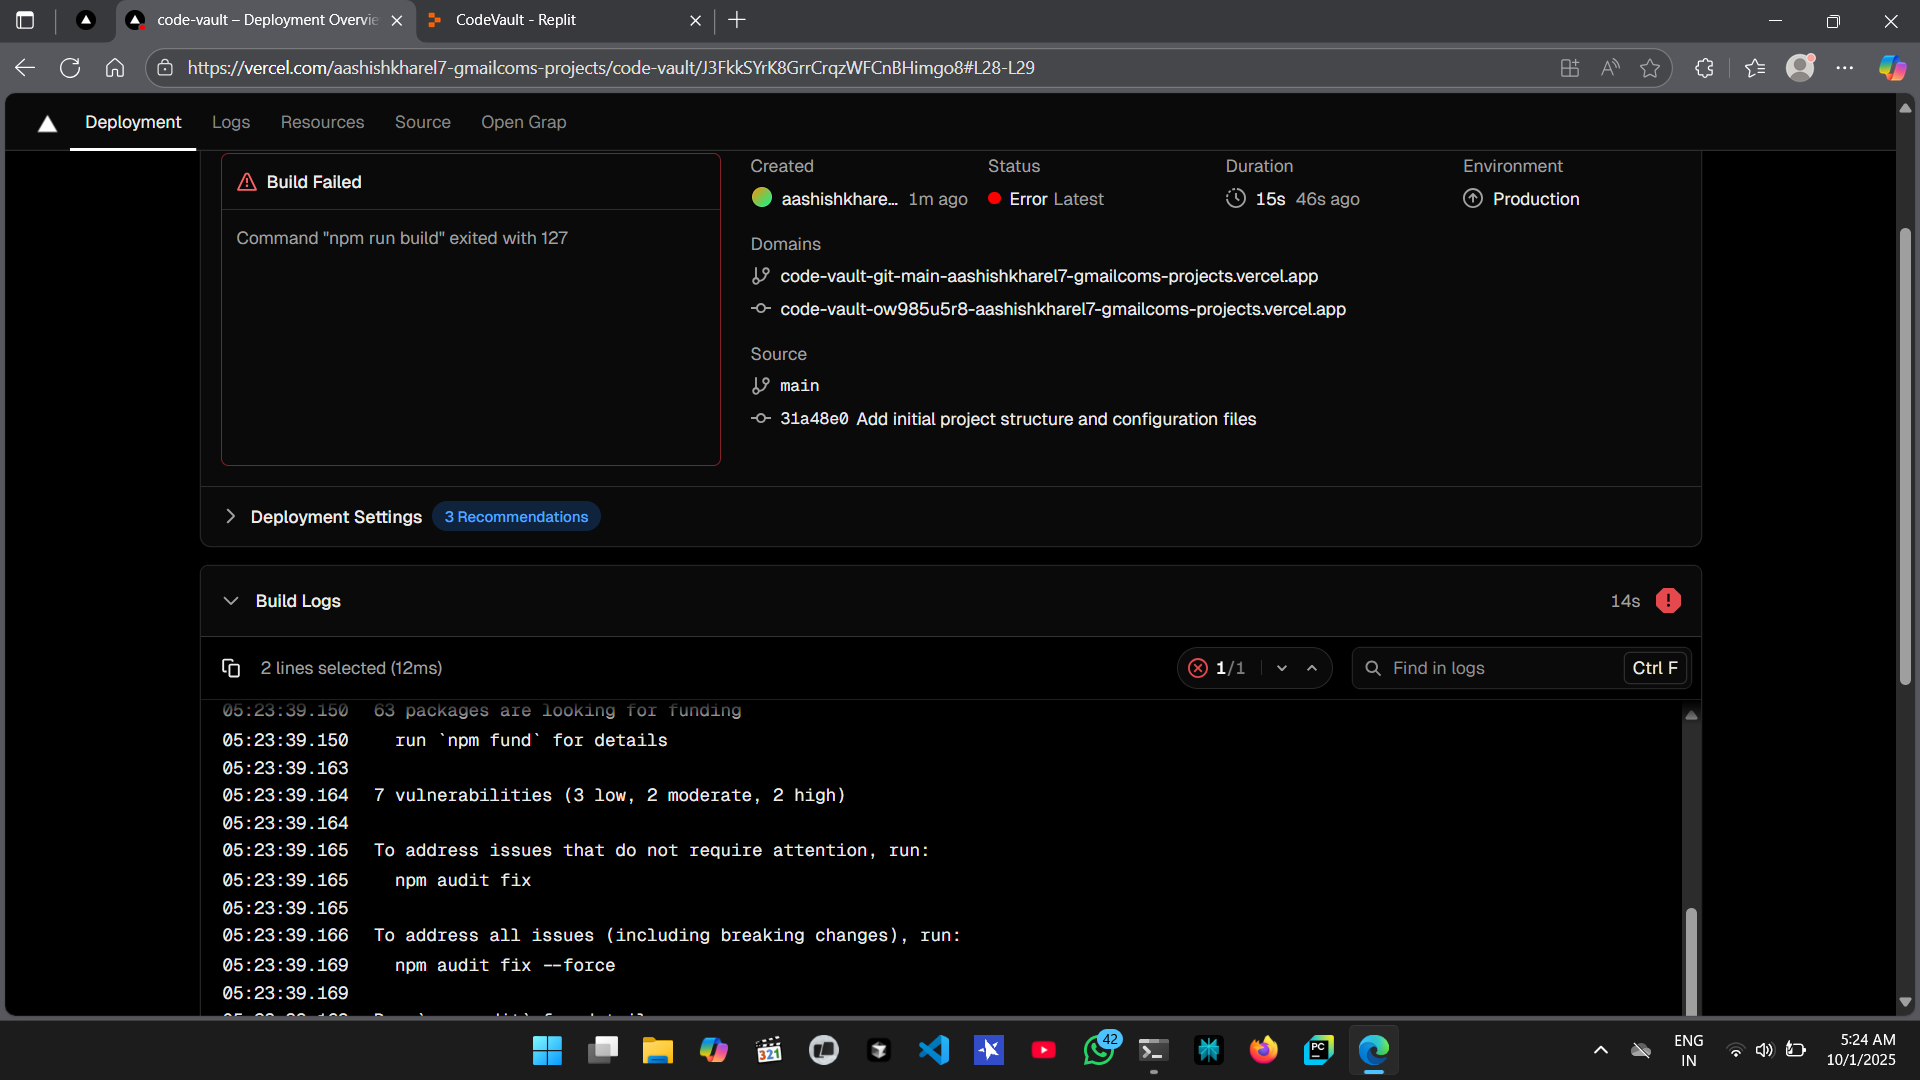 code-vault – Deployment Overvie
CodeVault - Replit
https://vercel.com/aashishkharel7-gmailcoms-projects/code-vault/J3FkkSYrK8GrrCrqzWFCnBHimgo8#L28-L29
Deployment
Logs
Resources
Source
Open Grap
Build Failed
Command "npm run build" exited with 127
Created
aashishkhare... 1m ago
Status
Error Latest
Duration
15s 46s ago
Environment
Production
Domains
code-vault-git-main-aashishkharel7-gmailcoms-projects.vercel.app
code-vault-ow985u5r8-aashishkharel7-gmailcoms-projects.vercel.app
Source
main
31a48e0 Add initial project structure and configuration files
Deployment Settings 3 Recommendations
Build Logs
14s
2 lines selected (12ms)
1/1
Find in logs
Ctrl F
05:23:39.150 63 packages are looking for funding
05:23:39.150 run `npm fund` for details
05:23:39.163
05:23:39.164 7 vulnerabilities (3 low, 2 moderate, 2 high)
05:23:39.164
05:23:39.165 To address issues that do not require attention, run:
05:23:39.165 npm audit fix
05:23:39.165
05:23:39.166 To address all issues (including breaking changes), run:
05:23:39.169 npm audit fix --force
05:23:39.169
321
42
PC
ENG
IN
5:24 AM
10/1/2025